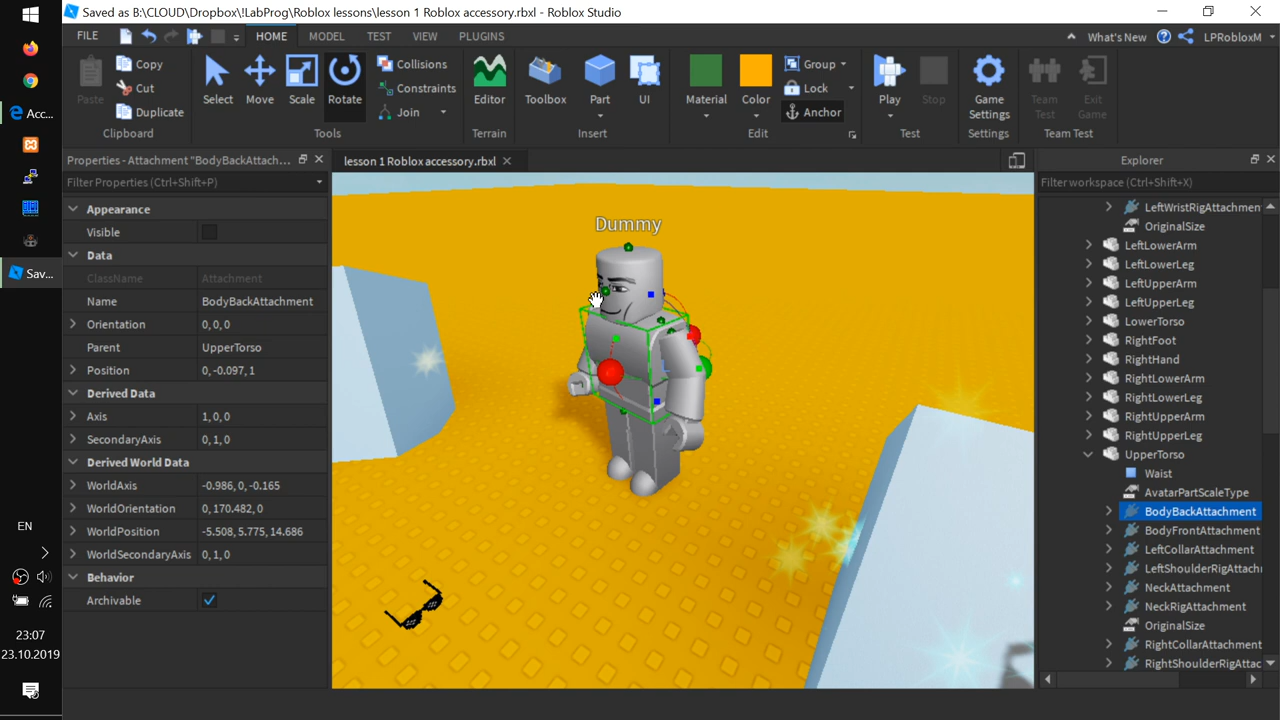 Saved as B:\CLOUD\Dropbox\!LabProg\Roblox lessons\lesson 1 Roblox accessory.rbxl - Roblox Studio
FILE HOME MODEL TEST VIEW PLUGINS What's New LPRobloxM
Paste Copy Cut Duplicate Select Move Scale Rotate Collisions Constraints Join Editor Toolbox Part UI Material Color Group Lock Anchor Play Stop Game Settings Team Test Exit Game
Clipboard Tools Terrain Insert Edit Test Settings Team Test
Acc...
Sav...
EN
23:07
23.10.2019
Properties - Attachment "BodyBackAttach...
Filter Properties (Ctrl+Shift+P)
Appearance
Visible
Data
ClassName Attachment
Name BodyBackAttachment
Orientation 0, 0, 0
Parent UpperTorso
Position 0, -0.097, 1
Derived Data
Axis 1, 0, 0
SecondaryAxis 0, 1, 0
Derived World Data
WorldAxis -0.986, 0, -0.165
WorldOrientation 0, 170.482, 0
WorldPosition -5.508, 5.775, 14.686
WorldSecondaryAxis 0, 1, 0
Behavior
Archivable
lesson 1 Roblox accessory.rbxl
Dummy
Explorer
Filter workspace (Ctrl+Shift+X)
LeftWristRigAttachmen
OriginalSize
LeftLowerArm
LeftLowerLeg
LeftUpperArm
LeftUpperLeg
LowerTorso
RightFoot
RightHand
RightLowerArm
RightLowerLeg
RightUpperArm
RightUpperLeg
UpperTorso
Waist
AvatarPartScaleType
BodyBackAttachment
BodyFrontAttachment
LeftCollarAttachment
LeftShoulderRigAttachn
NeckAttachment
NeckRigAttachment
OriginalSize
RightCollarAttachment
RightShoulderRigAttac